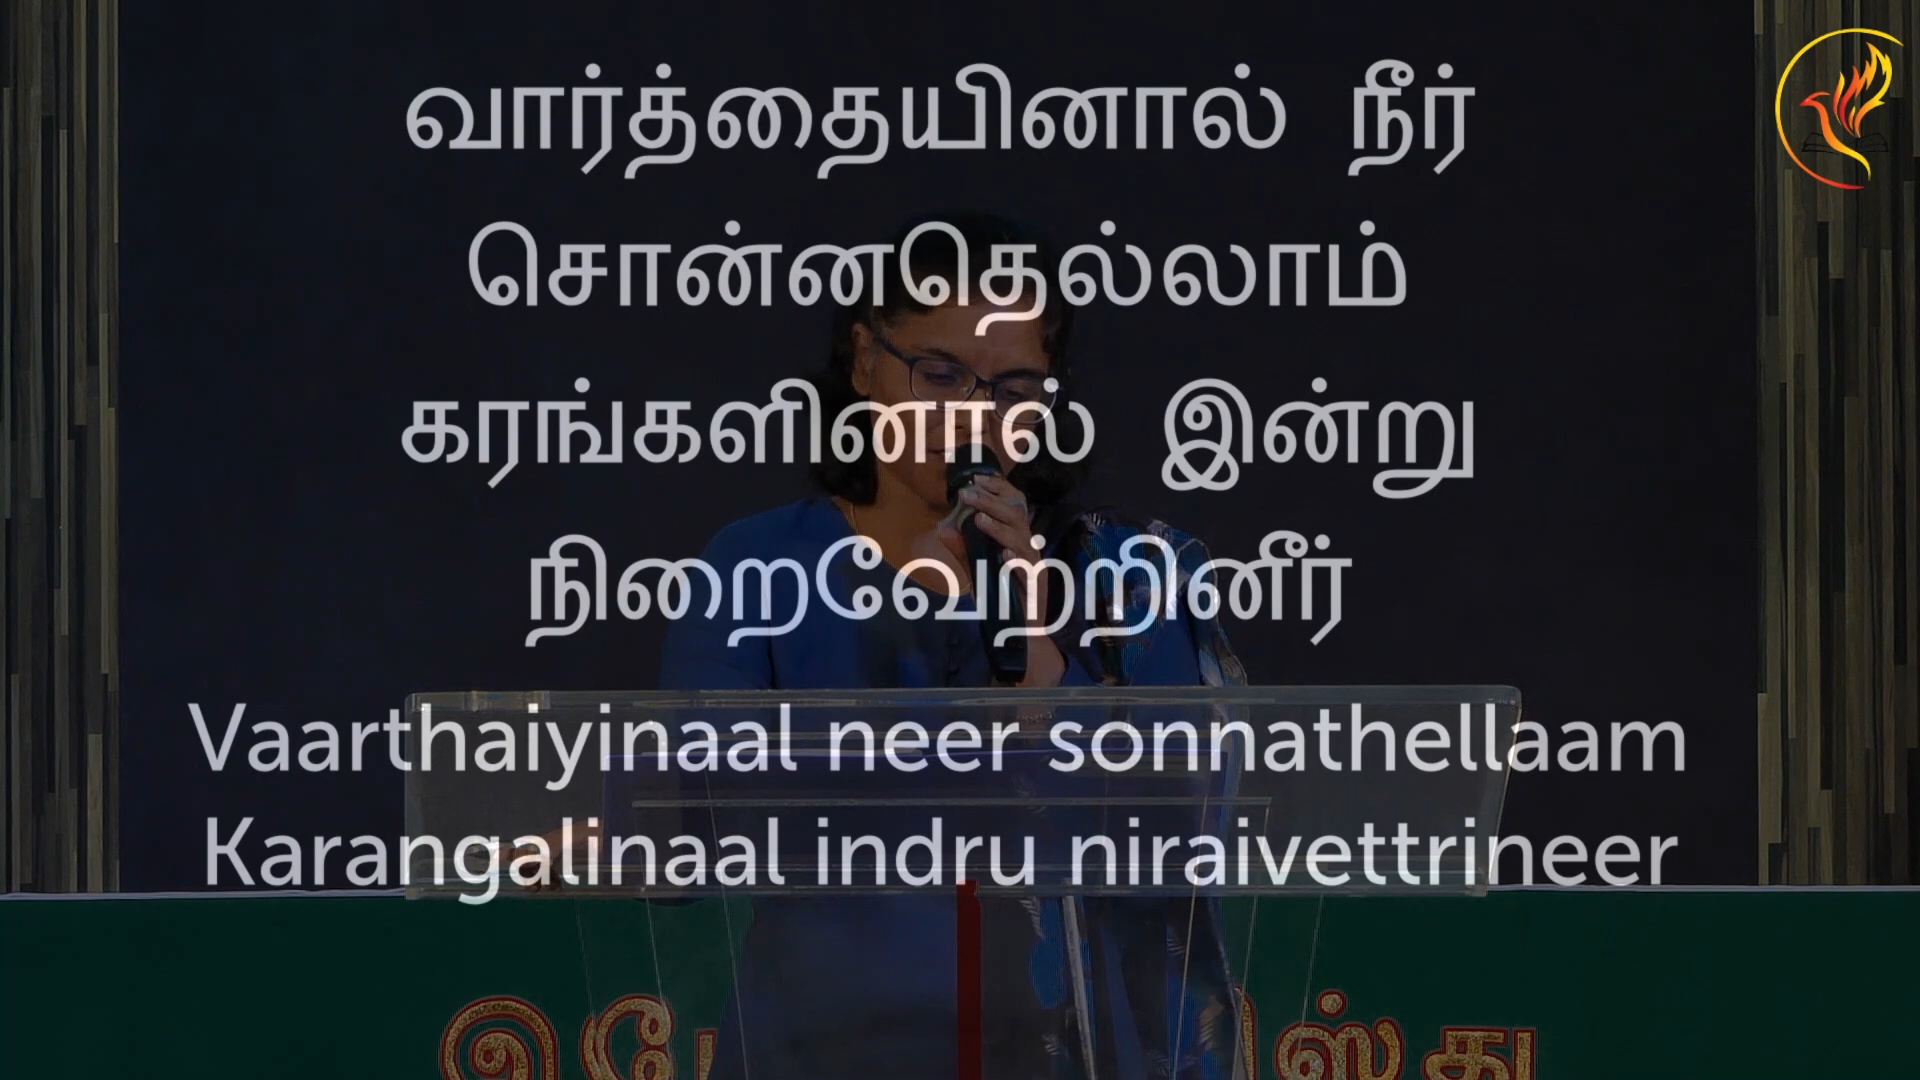 வார்த்தையினால் நீர்
சொன்னதெல்லாம்
கரங்களினால் இன்று
நிறைவேற்றினீர்
Vaarthaiyinaal neer sonnathellaam
Karangalinaal indru niraivettrineer